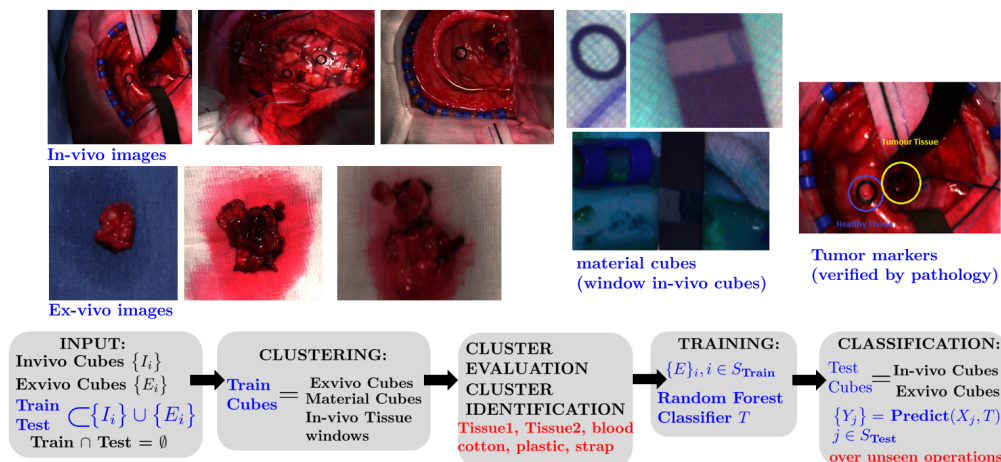 In-vivo images
Ex-vivo images
material cubes
(window in-vivo cubes)
Tumour Tissue
Healthy Tissue
Tumor markers
(verified by pathology)
INPUT:
Invivo Cubes {I_i}
Exvivo Cubes {E_i}
Train
Test ⊂ {I_i} ∪ {E_i}
Train ∩ Test = ∅
CLUSTERING:
Train
Cubes = Exvivo Cubes
Material Cubes
In-vivo Tissue
windows
CLUSTER
EVALUATION
CLUSTER
IDENTIFICATION
Tissue1, Tissue2, blood
cotton, plastic, strap
TRAINING:
{E}_i, i ∈ S_Train
Random Forest
Classifier T
CLASSIFICATION:
Test
Cubes = In-vivo Cubes
Exvivo Cubes
{Y_j} = Predict(X_j, T)
j ∈ S_Test
over unseen operations